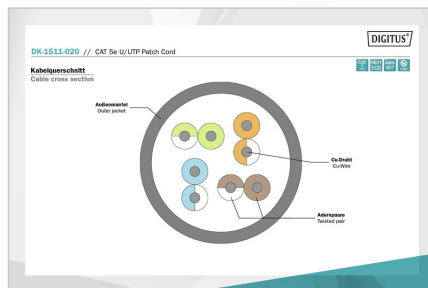 DIGITUS®
DK-1511-020 // CAT 5e U/UTP Patch Cord
Kabelquerschnitt
Cable cross section
Außenmantel
Outer jacket
Cu-Draht
Cu-Wire
Adernpaare
Twisted pair